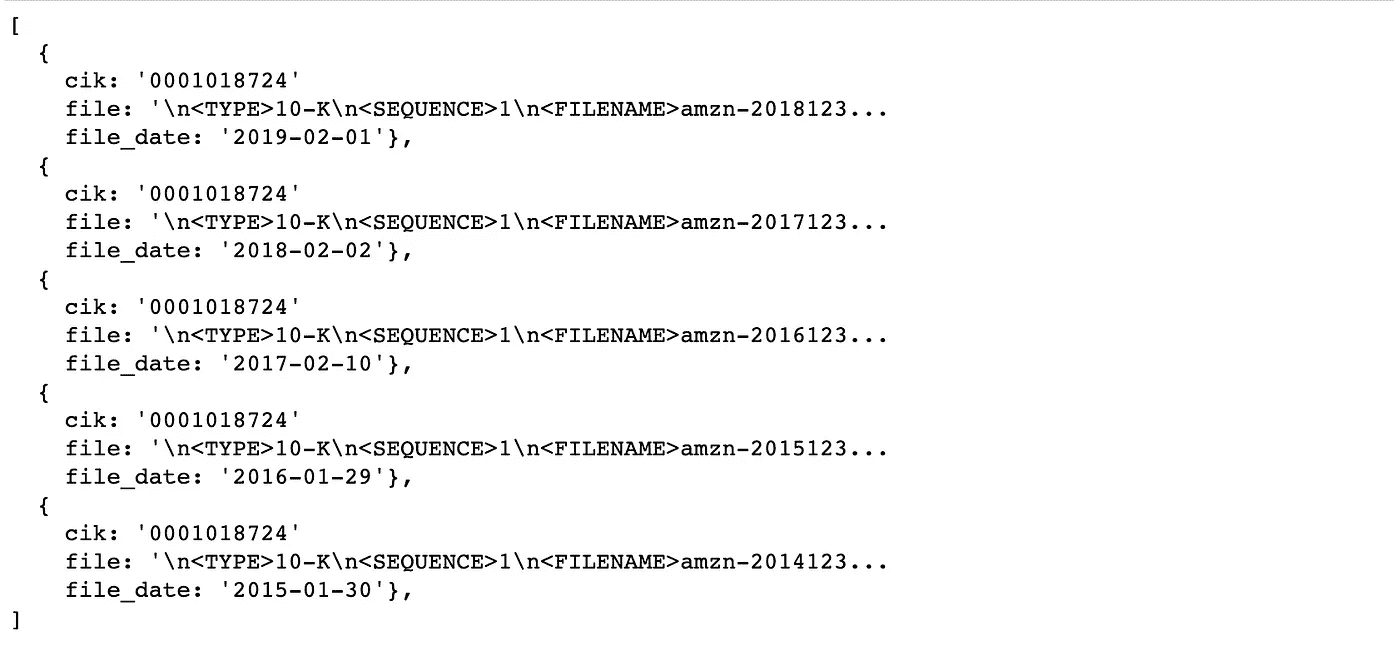 [
  {
    cik: '0001018724'
    file: '\n<TYPE>10-K\n<SEQUENCE>1\n<FILENAME>amzn-2018123...
    file_date: '2019-02-01'},
  {
    cik: '0001018724'
    file: '\n<TYPE>10-K\n<SEQUENCE>1\n<FILENAME>amzn-2017123...
    file_date: '2018-02-02'},
  {
    cik: '0001018724'
    file: '\n<TYPE>10-K\n<SEQUENCE>1\n<FILENAME>amzn-2016123...
    file_date: '2017-02-10'},
  {
    cik: '0001018724'
    file: '\n<TYPE>10-K\n<SEQUENCE>1\n<FILENAME>amzn-2015123...
    file_date: '2016-01-29'},
  {
    cik: '0001018724'
    file: '\n<TYPE>10-K\n<SEQUENCE>1\n<FILENAME>amzn-2014123...
    file_date: '2015-01-30'},
]